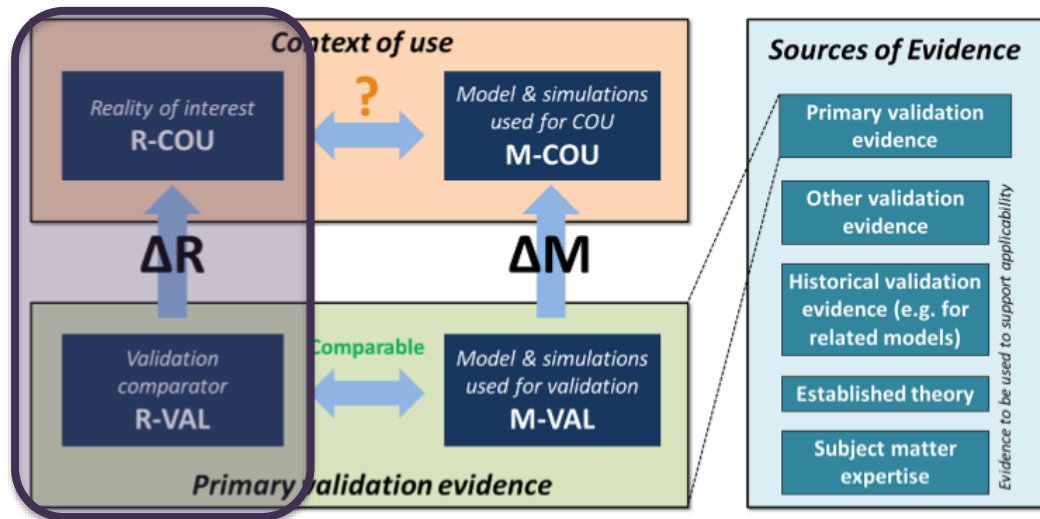 Context of use
Reality of interest
R-COU
?
Model & simulations
used for COU
M-COU
ΔR
ΔM
Validation
comparator
R-VAL
Comparable
Model & simulations
used for validation
M-VAL
Primary validation evidence
Sources of Evidence
Primary validation
evidence
Other validation
evidence
Historical validation
evidence (e.g. for
related models)
Established theory
Subject matter
expertise
Evidence to be used to support applicability